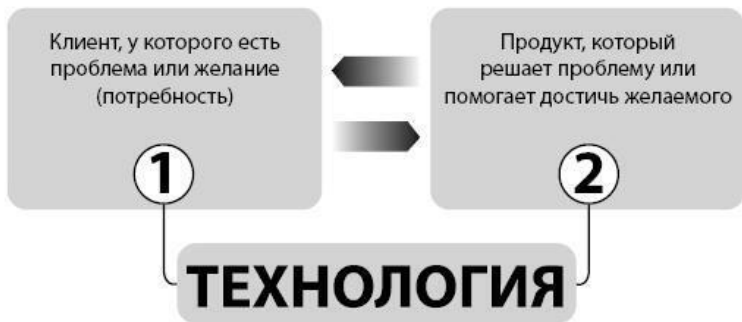 Клиент, у которого есть
проблема или желание
(потребность)
1
Продукт, который
решает проблему или
помогает достичь желаемого
2
ТЕХНОЛОГИЯ